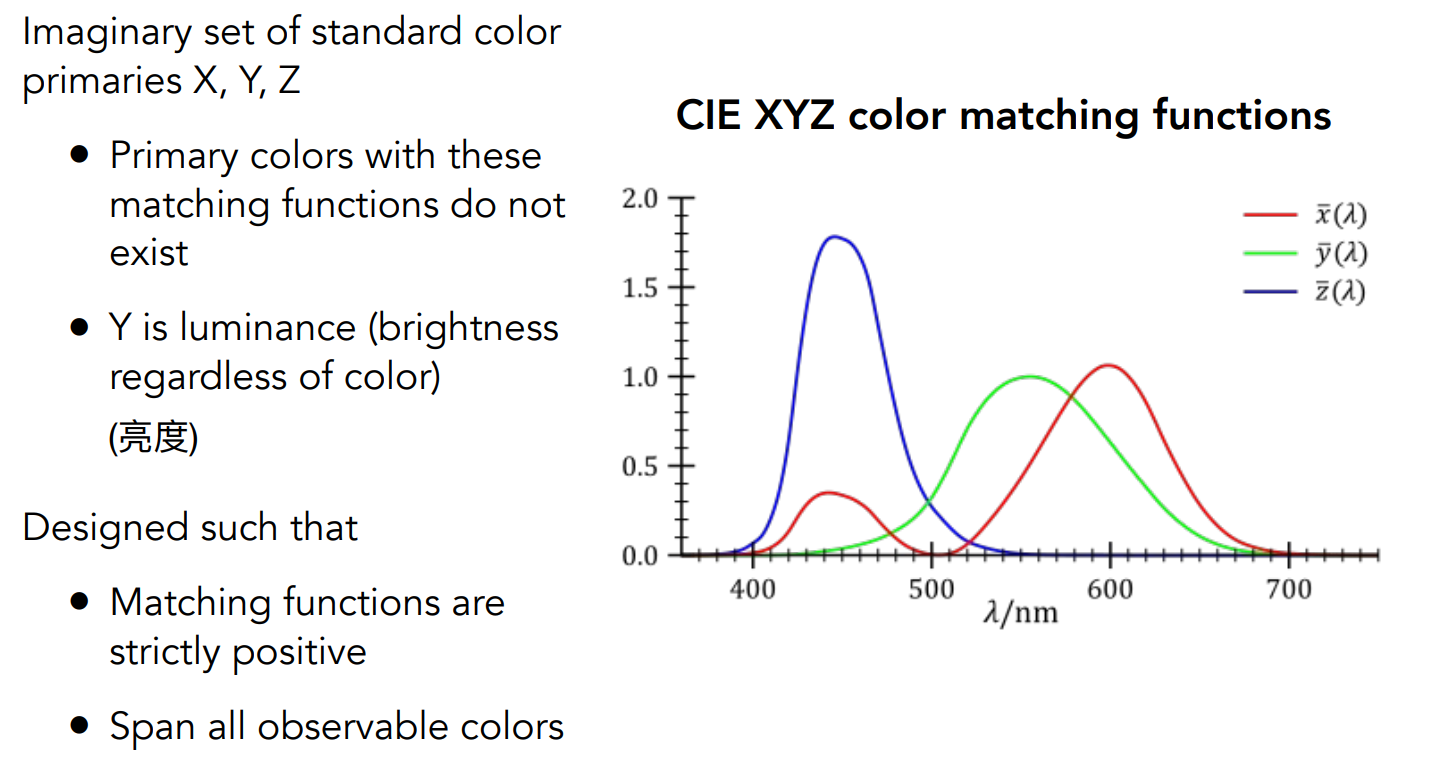 Imaginary set of standard color
primaries X, Y, Z
● Primary colors with these
matching functions do not
exist
● Y is luminance (brightness
regardless of color)
(亮度)
Designed such that
● Matching functions are
strictly positive
● Span all observable colors
CIE XYZ color matching functions
2.0
1.5
1.0
0.5
0.0
400 500 600 700
λ/nm
x̄(λ)
ȳ(λ)
z̄(λ)